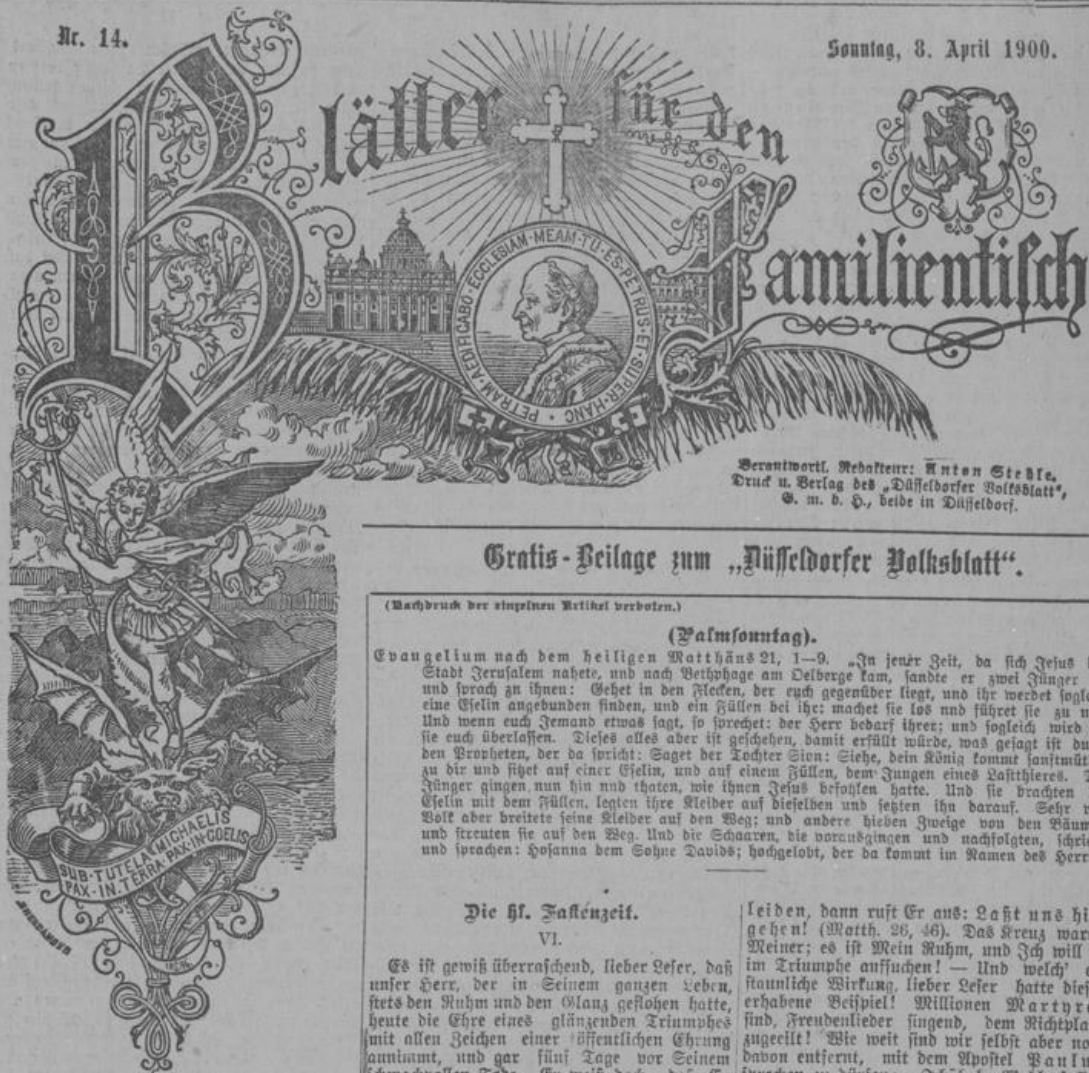 Nr. 14.
Sonntag, 8. April 1900.
Blätter für den
Familientisch
PETRAM·AEDIFICABO·ECCLESIAM·MEAM·TU·ES·PETRUS·ET·SUPER·HANC·
Verantwortl. Redakteur: Anton Stehle.
Druck u. Verlag des „Düsseldorfer Volksblatt“,
G. m. b. H., beide in Düsseldorf.
Gratis-Beilage zum „Düsseldorfer Volksblatt“.
(Nachdruck der einzelnen Artikel verboten.)
(Palmsonntag).
Evangelium nach dem heiligen Matthäus 21, 1—9. „In jener Zeit, da sich Jesus
Stadt Jerusalem nahete, und nach Bethphage am Oelberge kam, sandte er zwei Jünger
und sprach zu ihnen: Gehet in den Flecken, der euch gegenüber liegt, und ihr werdet
eine Eselin angebunden finden, und ein Füllen bei ihr: machet sie los und führet sie zu
Und wenn euch Jemand etwas sagt, so sprechet: der Herr bedarf ihrer; und sogleich wird
sie euch überlassen. Dieses alles aber ist geschehen, damit erfüllt würde, was gesagt ist
den Propheten, der da spricht: Saget der Tochter Sion: Siehe, dein König kommt
zu dir und sitzet auf einer Eselin, und auf einem Füllen, dem Jungen eines Lastthieres.
Jünger gingen nun hin und thaten, wie ihnen Jesus befohlen hatte. Und sie brachten
Eselin mit dem Füllen, legten ihre Kleider auf dieselben und setzten ihn darauf. Sehr
Volk aber breitete seine Kleider auf den Weg; und andere hieben Zweige von den
und streuten sie auf den Weg. Und die Schaaren, die vorausgingen und nachfolgten,
und sprachen: Hosanna dem Sohne Davids; hochgelobt, der da kommt im Namen des Herr
SUB·TUTELA·MICHAELIS
PAX·IN·TERRA·PAX·IN·COELIS
Die hl. Fastenzeit.
VI.
Es ist gewiß überraschend, lieber Leser, daß
unser Herr, der in Seinem ganzen Leben,
stets den Ruhm und den Glanz geflohen hatte,
heute die Ehre eines glänzenden Triumphes
mit allen Zeichen einer öffentlichen Ehrung
annimmt, und gar fünf Tage vor Seinem
leiden, dann ruft Er aus: Laßt uns
gehen! (Matth. 26, 46). Das Kreuz
Meiner; es ist Mein Ruhm, und Ich will
im Triumphe aufsuchen! — Und welch'
staunliche Wirkung, lieber Leser hatte
erhabene Beispiel! Millionen
sind, Freudenlieder singend, dem
zugeeilt! Wie weit sind wir selbst aber
davon entfernt, mit dem Apostel